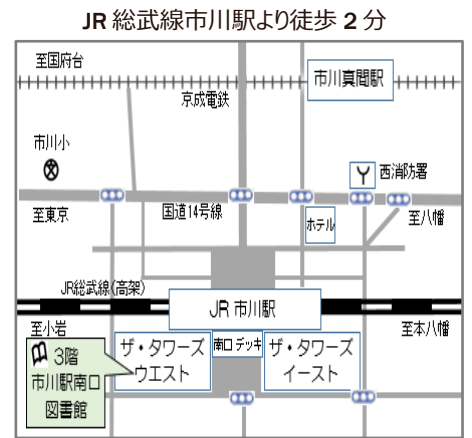 JR 総武線市川駅より徒歩 2 分
至国府台
市川真間駅
京成電鉄
市川小
西消防署
至東京
国道14号線
ホテル
至八幡
JR総武線(高架)
JR 市川駅
至小岩
至本八幡
ザ・タワーズ
ウエスト
南口デッキ
ザ・タワーズ
イースト
3階
市川駅南口
図書館